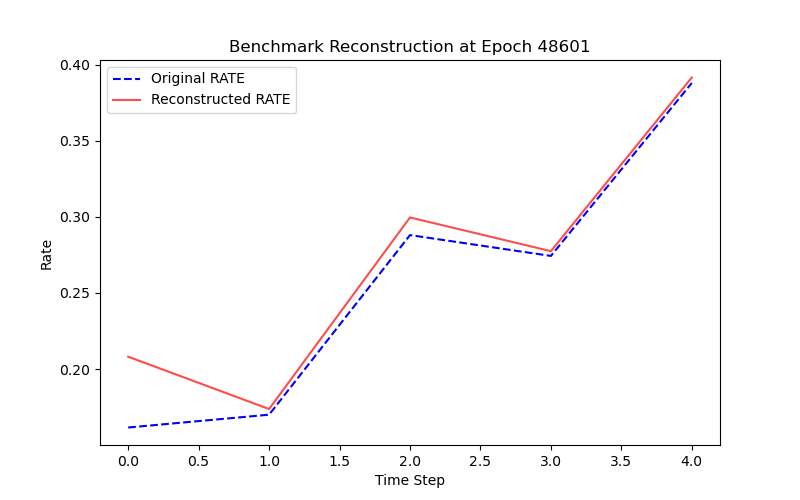 Benchmark Reconstruction at Epoch 48601
Original RATE
Reconstructed RATE
0.40
0.35
0.30
0.25
0.20
Rate
0.0 0.5 1.0 1.5 2.0 2.5 3.0 3.5 4.0
Time Step